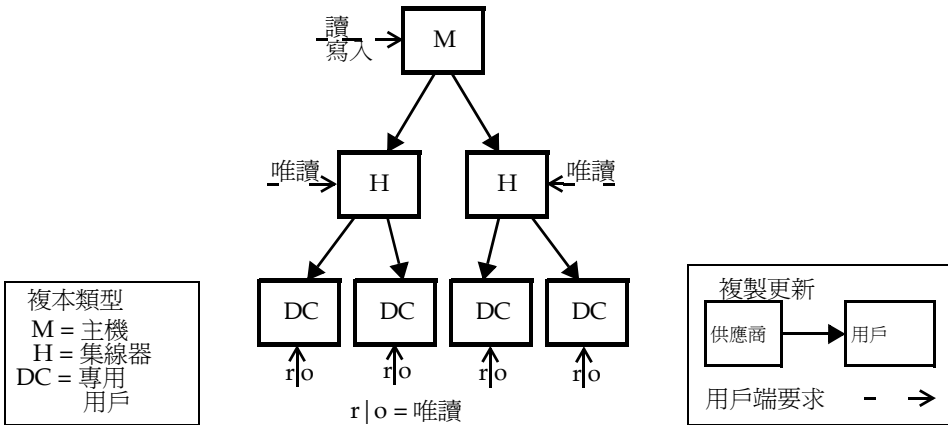 讀
寫入
M
唯讀
H
H
唯讀
DC
DC
DC
DC
r|o
r|o
r|o
r|o
r|o = 唯讀
複本類型
M = 主機
H = 集線器
DC = 專用
用戶
複製更新
供應商
用戶
用戶端要求